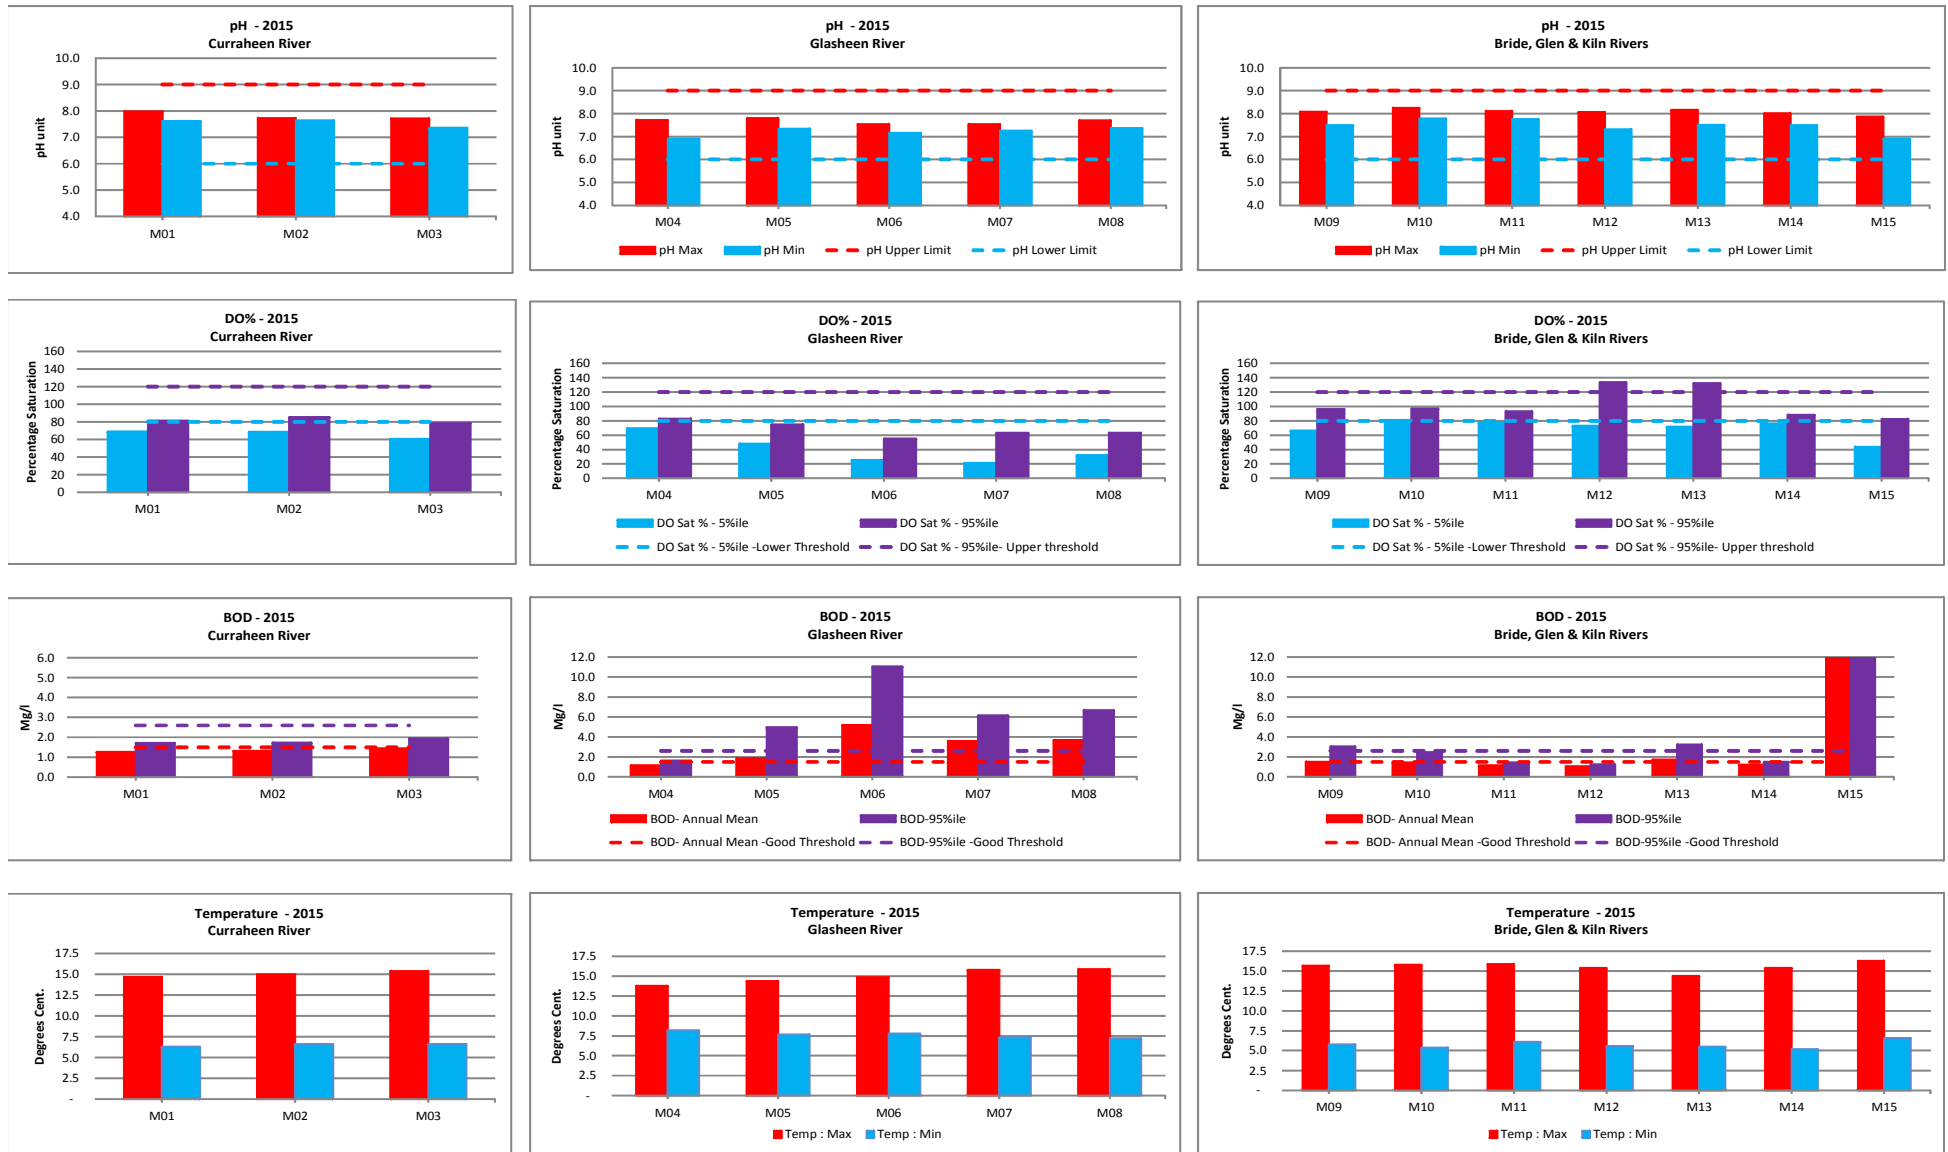 pH - 2015
Curraheen River
pH unit
10.0
9.0
8.0
7.0
6.0
5.0
4.0
M01 M02 M03
pH - 2015
Glasheen River
pH unit
10.0
9.0
8.0
7.0
6.0
5.0
4.0
M04 M05 M06 M07 M08
pH Max pH Min pH Upper Limit pH Lower Limit
pH - 2015
Bride, Glen & Kiln Rivers
pH unit
10.0
9.0
8.0
7.0
6.0
5.0
4.0
M09 M10 M11 M12 M13 M14 M15
pH Max pH Min pH Upper Limit pH Lower Limit
DO% - 2015
Curraheen River
Percentage Saturation
160
140
120
100
80
60
40
20
0
M01 M02 M03
DO% - 2015
Glasheen River
Percentage Saturation
160
140
120
100
80
60
40
20
0
M04 M05 M06 M07 M08
DO Sat % - 5%ile DO Sat % - 95%ile
DO Sat % - 5%ile -Lower Threshold DO Sat % - 95%ile- Upper threshold
DO% - 2015
Bride, Glen & Kiln Rivers
Percentage Saturation
160
140
120
100
80
60
40
20
0
M09 M10 M11 M12 M13 M14 M15
DO Sat % - 5%ile DO Sat % - 95%ile
DO Sat % - 5%ile -Lower Threshold DO Sat % - 95%ile- Upper threshold
BOD - 2015
Curraheen River
Mg/l
6.0
5.0
4.0
3.0
2.0
1.0
0.0
M01 M02 M03
BOD - 2015
Glasheen River
Mg/l
12.0
10.0
8.0
6.0
4.0
2.0
0.0
M04 M05 M06 M07 M08
BOD- Annual Mean BOD-95%ile
BOD- Annual Mean -Good Threshold BOD-95%ile -Good Threshold
BOD - 2015
Bride, Glen & Kiln Rivers
Mg/l
12.0
10.0
8.0
6.0
4.0
2.0
0.0
M09 M10 M11 M12 M13 M14 M15
BOD- Annual Mean BOD-95%ile
BOD- Annual Mean -Good Threshold BOD-95%ile -Good Threshold
Temperature - 2015
Curraheen River
Degrees Cent.
17.5
15.0
12.5
10.0
7.5
5.0
2.5
-
M01 M02 M03
Temperature - 2015
Glasheen River
Degrees Cent.
17.5
15.0
12.5
10.0
7.5
5.0
2.5
-
M04 M05 M06 M07 M08
Temp : Max Temp : Min
Temperature - 2015
Bride, Glen & Kiln Rivers
Degrees Cent.
17.5
15.0
12.5
10.0
7.5
5.0
2.5
-
M09 M10 M11 M12 M13 M14 M15
Temp : Max Temp : Min